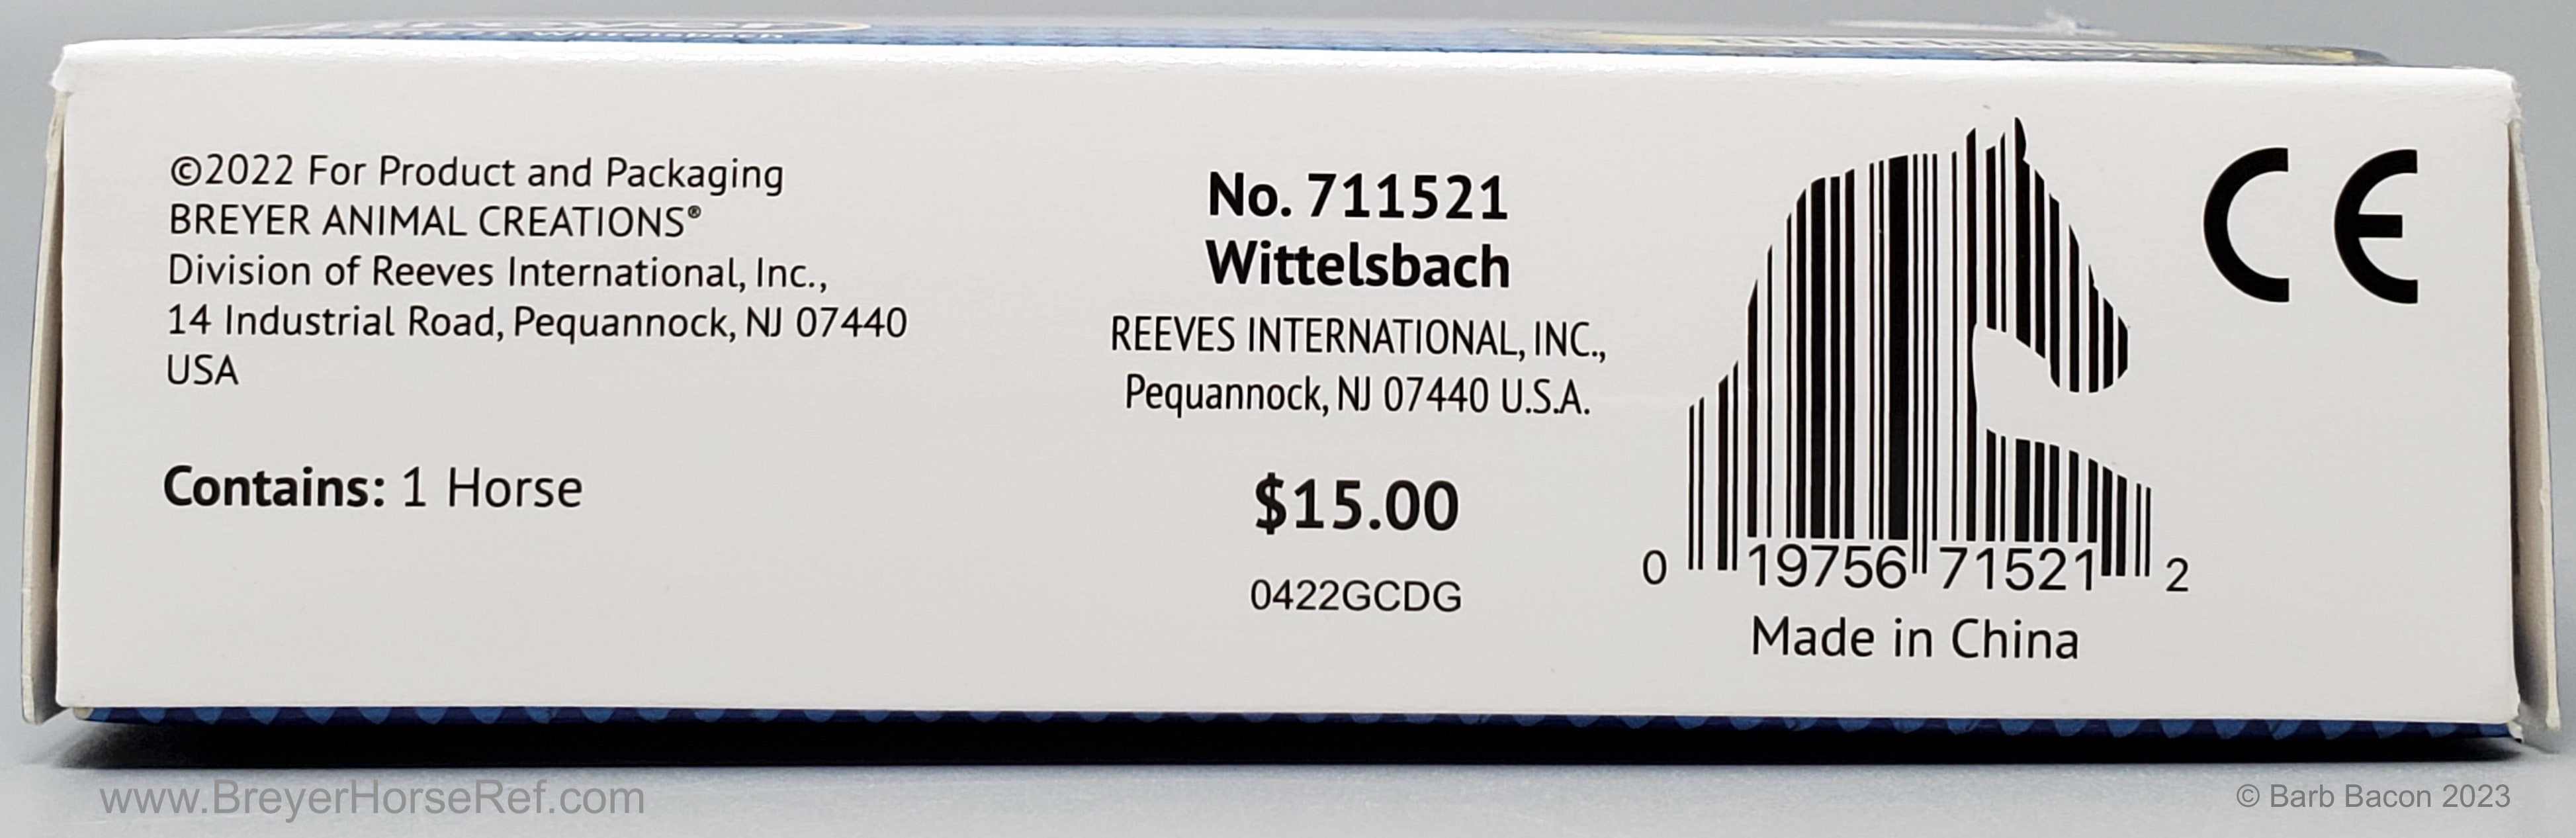 Wittelsbach
©2022 For Product and Packaging
BREYER ANIMAL CREATIONS®
Division of Reeves International, Inc.,
14 Industrial Road, Pequannock, NJ 07440
USA
Contains: 1 Horse
No. 711521
Wittelsbach
REEVES INTERNATIONAL, INC.,
Pequannock, NJ 07440 U.S.A.
$15.00
0422GCDG
CE
0 19756 71521 2
Made in China
www.BreyerHorseRef.com
© Barb Bacon 2023